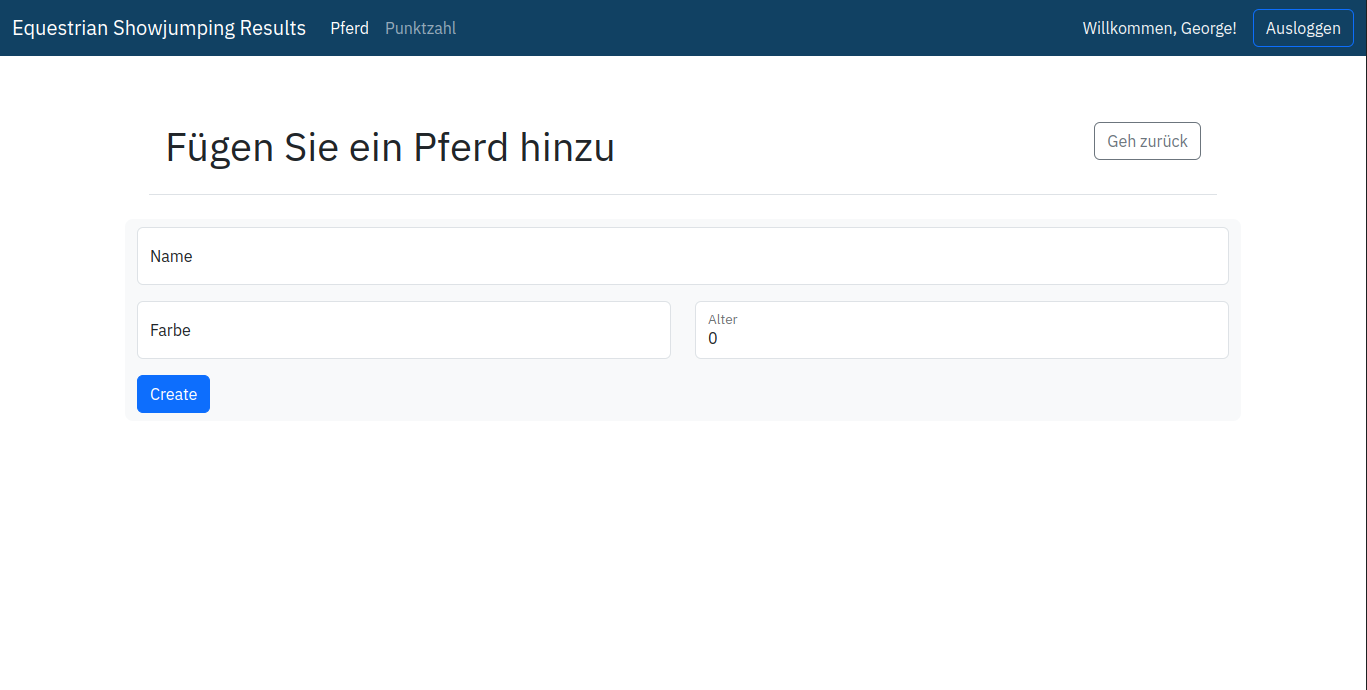 Equestrian Showjumping Results Pferd Punktzahl Willkommen, George! Ausloggen
Fügen Sie ein Pferd hinzu Geh zurück
Name
Farbe
Alter
0
Create